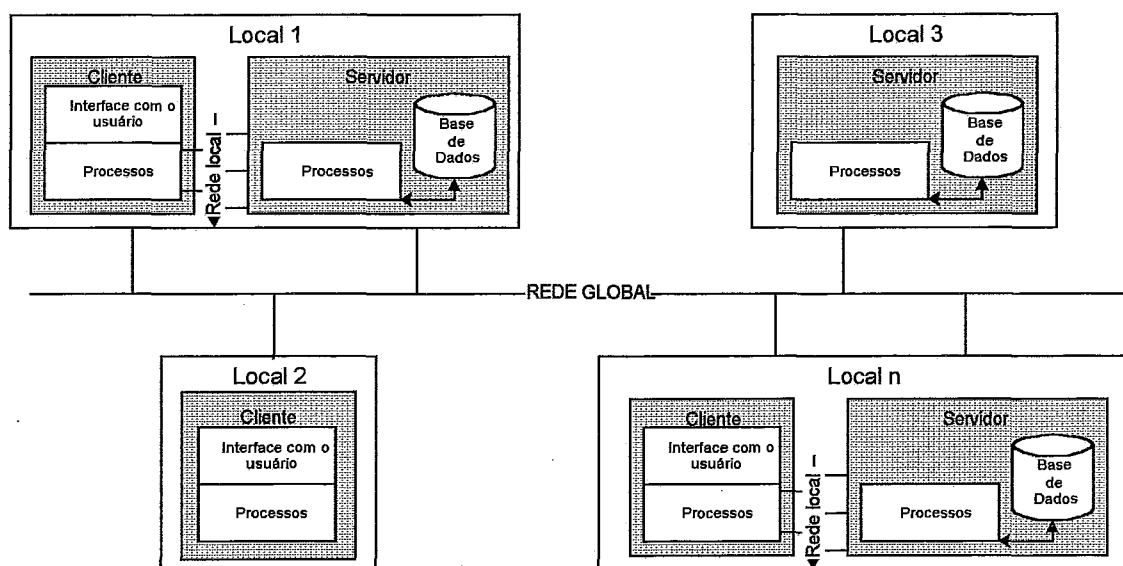 Local 1
Cliente
Interface com o
usuário
Processos
Rede local
Servidor
Processos
Base
de
Dados
Local 3
Servidor
Processos
Base
de
Dados
REDE GLOBAL
Local 2
Cliente
Interface com o
usuário
Processos
Local n
Cliente
Interface com o
usuário
Processos
Rede local
Servidor
Processos
Base
de
Dados